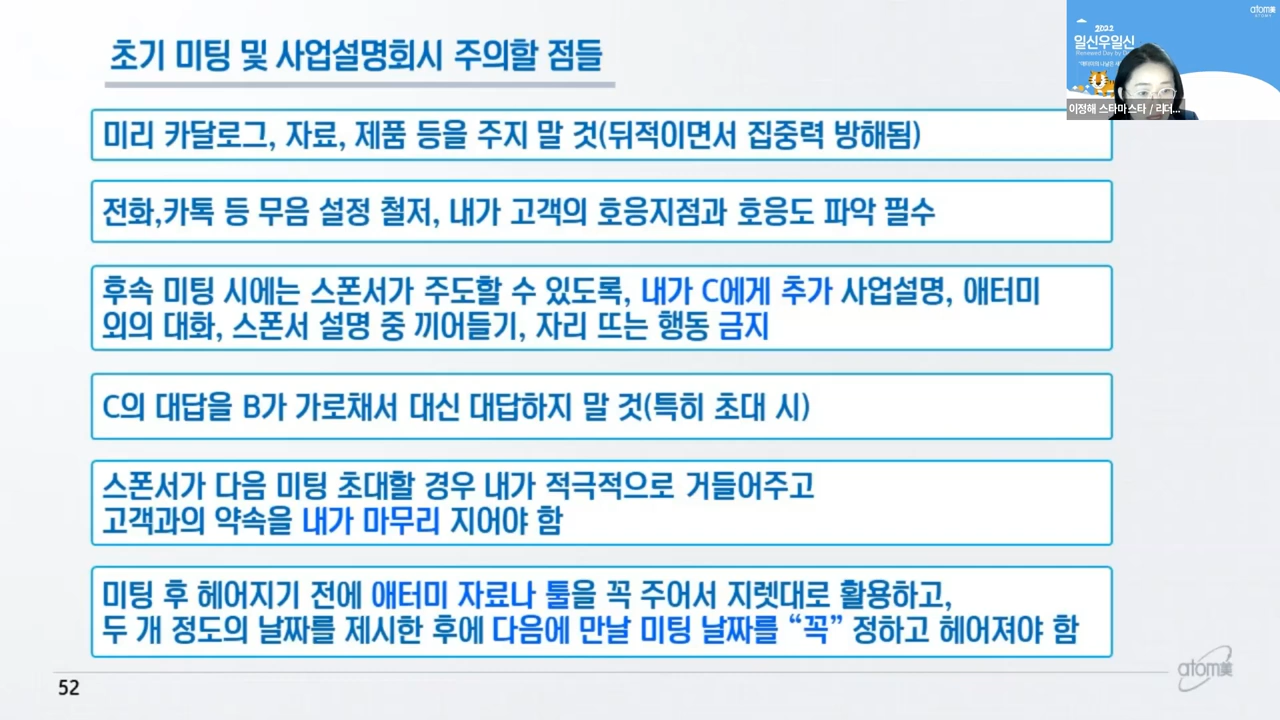 초기 미팅 및 사업설명회시 주의할 점들
미리 카달로그, 자료, 제품 등을 주지 말 것(뒤적이면서 집중력 방해됨)
전화,카톡 등 무음 설정 철저, 내가 고객의 호응지점과 호응도 파악 필수
후속 미팅 시에는 스폰서가 주도할 수 있도록, 내가 C에게 추가 사업설명, 애터미
외의 대화, 스폰서 설명 중 끼어들기, 자리 뜨는 행동 금지
C의 대답을 B가 가로채서 대신 대답하지 말 것(특히 초대 시)
스폰서가 다음 미팅 초대할 경우 내가 적극적으로 거들어주고
고객과의 약속을 내가 마무리 지어야 함
미팅 후 헤어지기 전에 애터미 자료나 툴을 꼭 주어서 지렛대로 활용하고,
두 개 정도의 날짜를 제시한 후에 다음에 만날 미팅 날짜를 “꼭” 정하고 헤어져야 함
52
atom美
atom美
2022
일신우일신
이정해 스타마스타 / 리더...